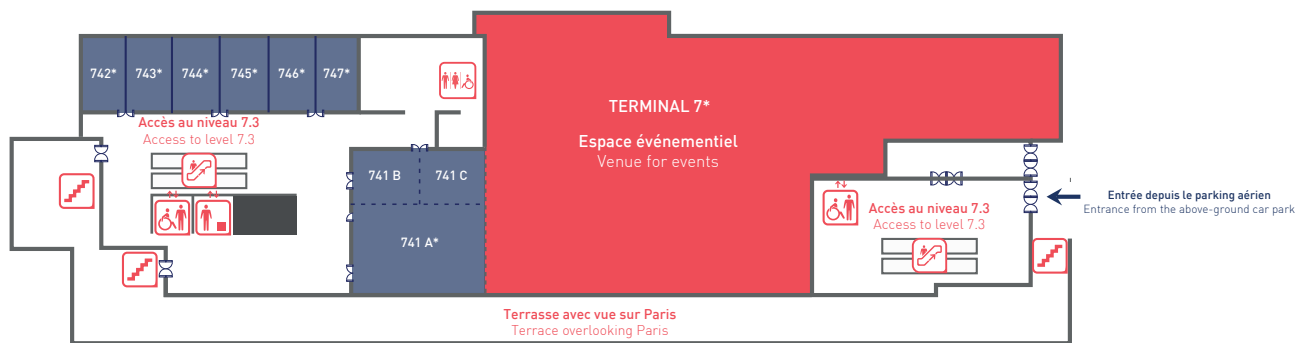 742*
743*
744*
745*
746*
747*
TERMINAL 7*
Espace événementiel
Venue for events
Accès au niveau 7.3
Access to level 7.3
741 B
741 C
741 A*
Accès au niveau 7.3
Access to level 7.3
Entrée depuis le parking aérien
Entrance from the above-ground car park
Terrasse avec vue sur Paris
Terrace overlooking Paris